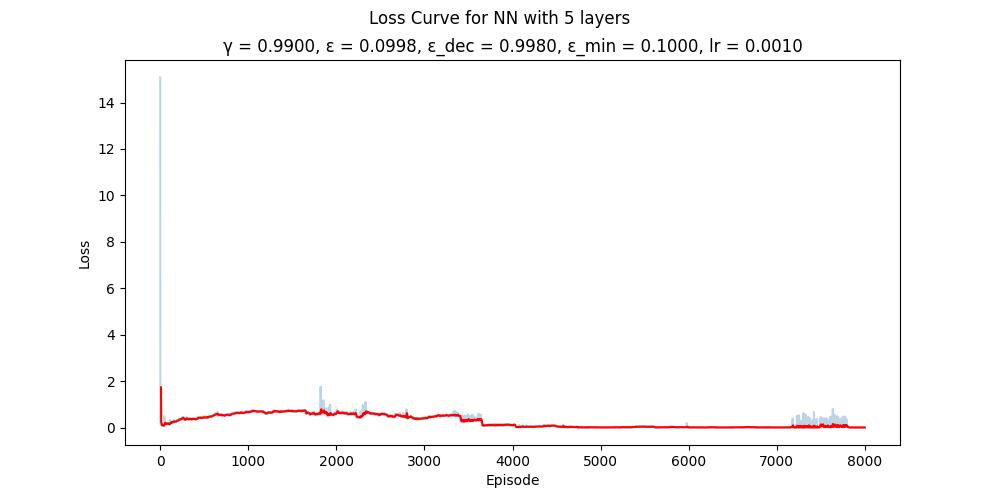 Loss Curve for NN with 5 layers
γ = 0.9900, ε = 0.0998, ε_dec = 0.9980, ε_min = 0.1000, lr = 0.0010
14
12
10
8
6
4
2
0
Loss
0 1000 2000 3000 4000 5000 6000 7000 8000
Episode